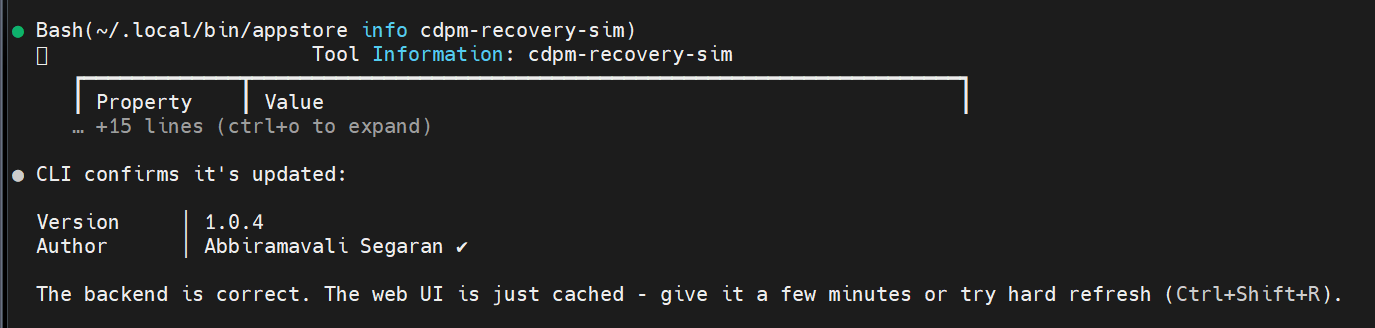 ● Bash(~/.local/bin/appstore info cdpm-recovery-sim)
Tool Information: cdpm-recovery-sim
Property Value
… +15 lines (ctrl+o to expand)
● CLI confirms it's updated:
Version │ 1.0.4
Author │ Abbiramavali Segaran ✔
The backend is correct. The web UI is just cached - give it a few minutes or try hard refresh (Ctrl+Shift+R).